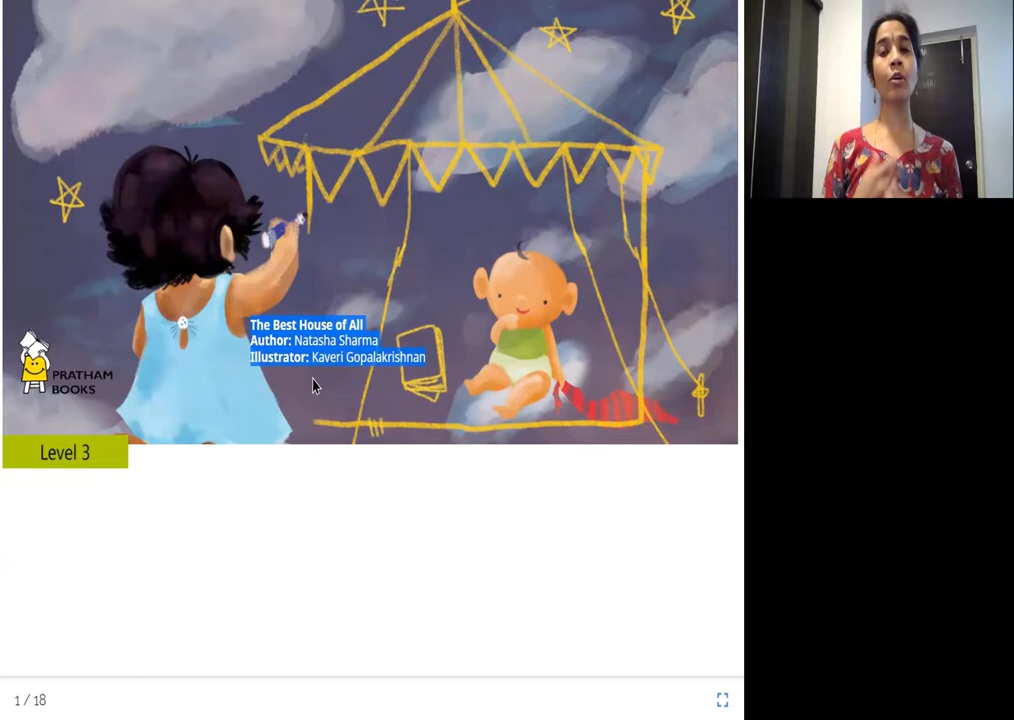 The Best House of All
Author: Natasha Sharma
Illustrator: Kaveri Gopalakrishnan
PRATHAM
BOOKS
Level 3
1 / 18